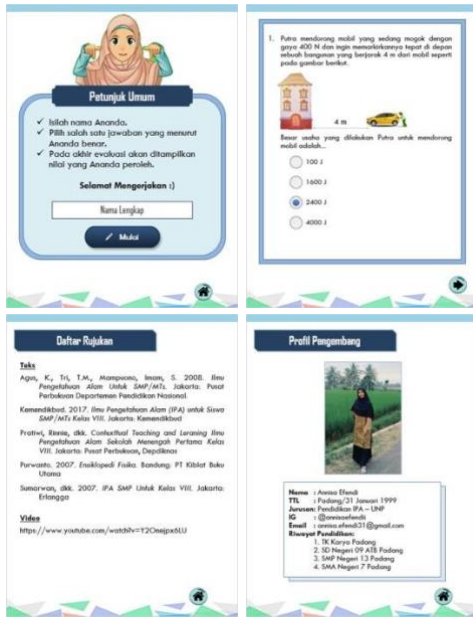 Petunjuk Umum
✓ Isilah nama Ananda.
✓ Pilih salah satu jawaban yang menurut
Ananda benar.
✓ Pada akhir evaluasi akan ditampilkan
nilai yang Ananda peroleh.
Selamat Mengerjakan :)
Nama Lengkap
Mulai
1. Putra mendorong mobil yang sedang mogok dengan
gaya 400 N dan ingin memarkirkannya tepat di depan
sebuah bangunan yang berjarak 4 m dari mobil seperti
pada gambar berikut.
4 m
Besar usaha yang dilakukan Putra untuk mendorong
mobil adalah...
100 J
1600 J
2400 J
4000 J
Daftar Rujukan
Teks
Agus, K., Tri, T.M., Mampuono, Imam, S. 2008. Ilmu
Pengetahuan Alam Untuk SMP/MTs. Jakarta: Pusat
Perbukuan Departemen Pendidikan Nasional
Kemendikbud. 2017. Ilmu Pengetahuan Alam (IPA) untuk Siswa
SMP/MTs Kelas VIII. Jakarta: Kemendikbud
Pratiwi, Rinnie, dkk. Contuxttual Teaching and Leraning Ilmu
Pengetahuan Alam Sekolah Menengah Pertama Kelas
VIII. Jakarta: Pusat Perbukuan, Depdiknas
Purwanto. 2007. Ensiklopedi Fisika. Bandung: PT Kiblat Buku
Utama
Sumarwan, dkk. 2007. IPA SMP Untuk Kelas VIII. Jakarta:
Erlangga
Video
Profil Pengembang
Nama : Annisa Efendi
TTL : Padang/31 Januari 1999
Jurusan: Pendidikan IPA – UNP
IG : @annisaefendii
Email : annisa.efendi31@gmail.com
Riwayat Pendidikan:
1. TK Karya Padang
2. SD Negeri 09 ATB Padang
3. SMP Negeri 13 Padang
4. SMA Negeri 7 Padang